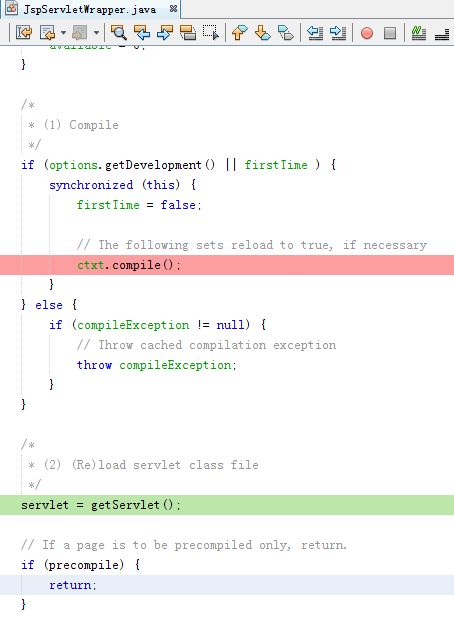 JspServletWrapper.java
available = 0;
}
/*
* (1) Compile
*/
if (options.getDevelopment() || firstTime ) {
synchronized (this) {
firstTime = false;
// The following sets reload to true, if necessary
ctxt.compile();
}
} else {
if (compileException != null) {
// Throw cached compilation exception
throw compileException;
}
}
/*
* (2) (Re)load servlet class file
*/
servlet = getServlet();
// If a page is to be precompiled only, return.
if (precompile) {
return;
}